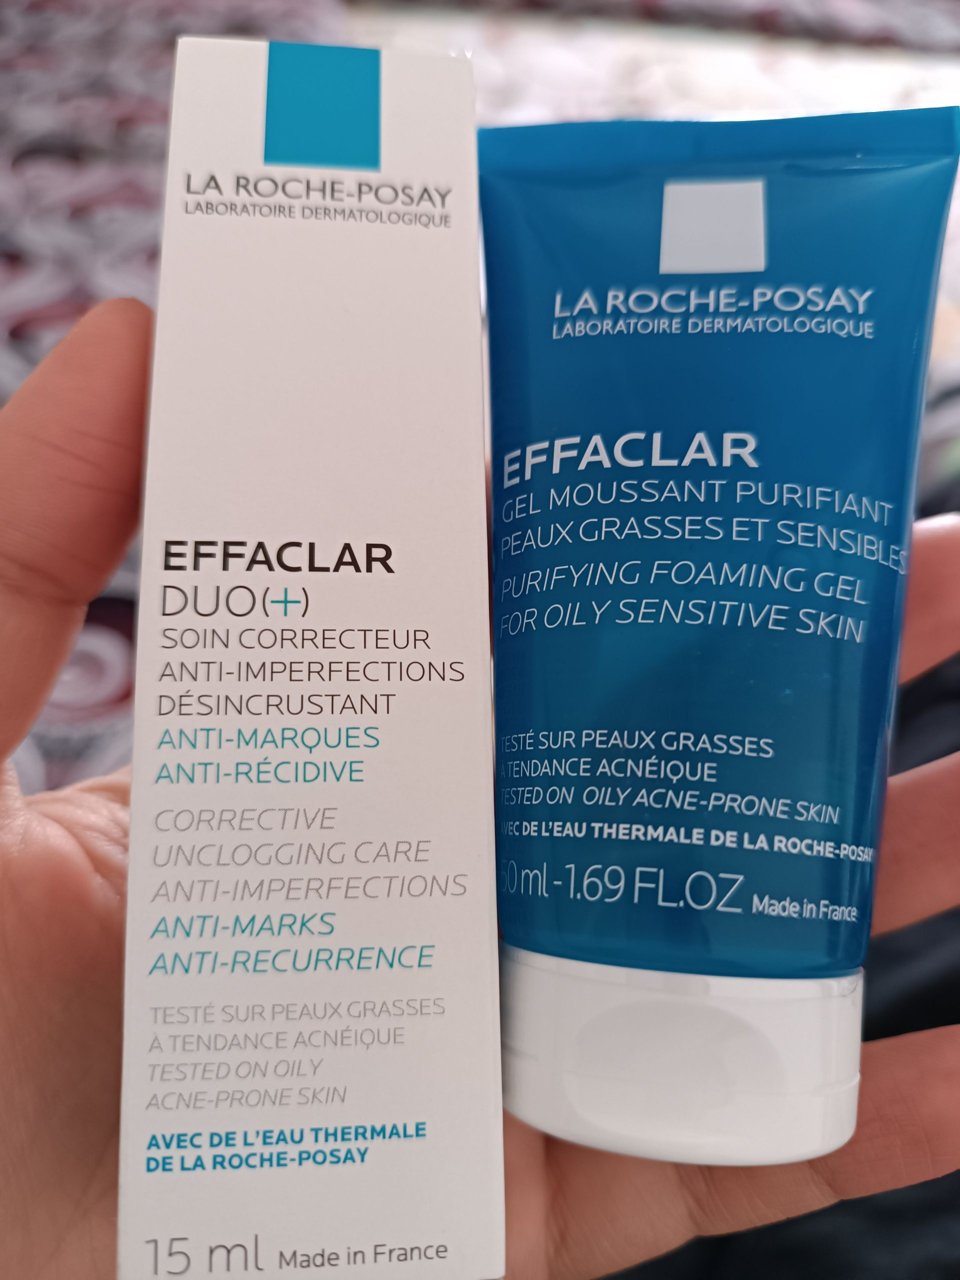 LA ROCHE-POSAY
LABORATOIRE DERMATOLOGIQUE
EFFACLAR
DUO(+)
SOIN CORRECTEUR
ANTI-IMPERFECTIONS
DÉSINCRUSTANT
ANTI-MARQUES
ANTI-RÉCIDIVE
CORRECTIVE
UNCLOGGING CARE
ANTI-IMPERFECTIONS
ANTI-MARKS
ANTI-RECURRENCE
TESTÉ SUR PEAUX GRASSES
À TENDANCE ACNÉIQUE
TESTED ON OILY
ACNE-PRONE SKIN
AVEC DE L'EAU THERMALE
DE LA ROCHE-POSAY
15 ml Made in France
LA ROCHE-POSAY
LABORATOIRE DERMATOLOGIQUE
EFFACLAR
GEL MOUSSANT PURIFIANT
PEAUX GRASSES ET SENSIBLES
PURIFYING FOAMING GEL
FOR OILY SENSITIVE SKIN
TESTÉ SUR PEAUX GRASSES
À TENDANCE ACNÉIQUE
TESTED ON OILY ACNE-PRONE SKIN
AVEC DE L'EAU THERMALE DE LA ROCHE-POSAY
50 ml - 1.69 FL.OZ Made in France